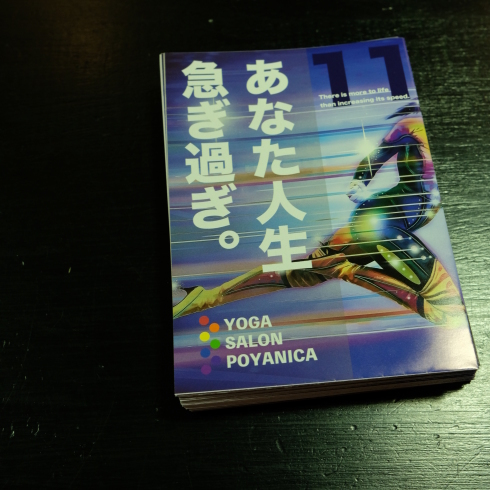 あなた人生
急ぎ過ぎ。
11
There is more to life,
than increasing its speed.
YOGA
SALON
POYANICA